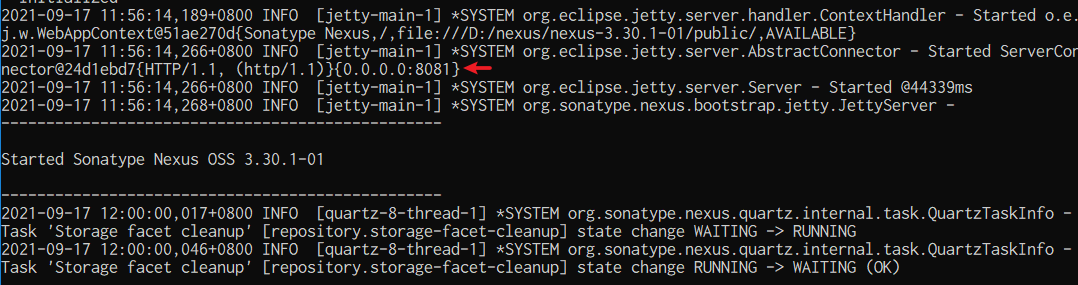 initialized
2021-09-17 11:56:14,189+0800 INFO  [jetty-main-1] *SYSTEM org.eclipse.jetty.server.handler.ContextHandler - Started o.e.
j.w.WebAppContext@51ae270d{Sonatype Nexus,/,file:///D:/nexus/nexus-3.30.1-01/public/,AVAILABLE}
2021-09-17 11:56:14,266+0800 INFO  [jetty-main-1] *SYSTEM org.eclipse.jetty.server.AbstractConnector - Started ServerCon
nector@24d1ebd7{HTTP/1.1, (http/1.1)}{0.0.0.0:8081}
2021-09-17 11:56:14,266+0800 INFO  [jetty-main-1] *SYSTEM org.eclipse.jetty.server.Server - Started @44339ms
2021-09-17 11:56:14,268+0800 INFO  [jetty-main-1] *SYSTEM org.sonatype.nexus.bootstrap.jetty.JettyServer -
-------------------------------------------------
Started Sonatype Nexus OSS 3.30.1-01
-------------------------------------------------
2021-09-17 12:00:00,017+0800 INFO  [quartz-8-thread-1] *SYSTEM org.sonatype.nexus.quartz.internal.task.QuartzTaskInfo -
Task 'Storage facet cleanup' [repository.storage-facet-cleanup] state change WAITING -> RUNNING
2021-09-17 12:00:00,046+0800 INFO  [quartz-8-thread-1] *SYSTEM org.sonatype.nexus.quartz.internal.task.QuartzTaskInfo -
Task 'Storage facet cleanup' [repository.storage-facet-cleanup] state change RUNNING -> WAITING (OK)